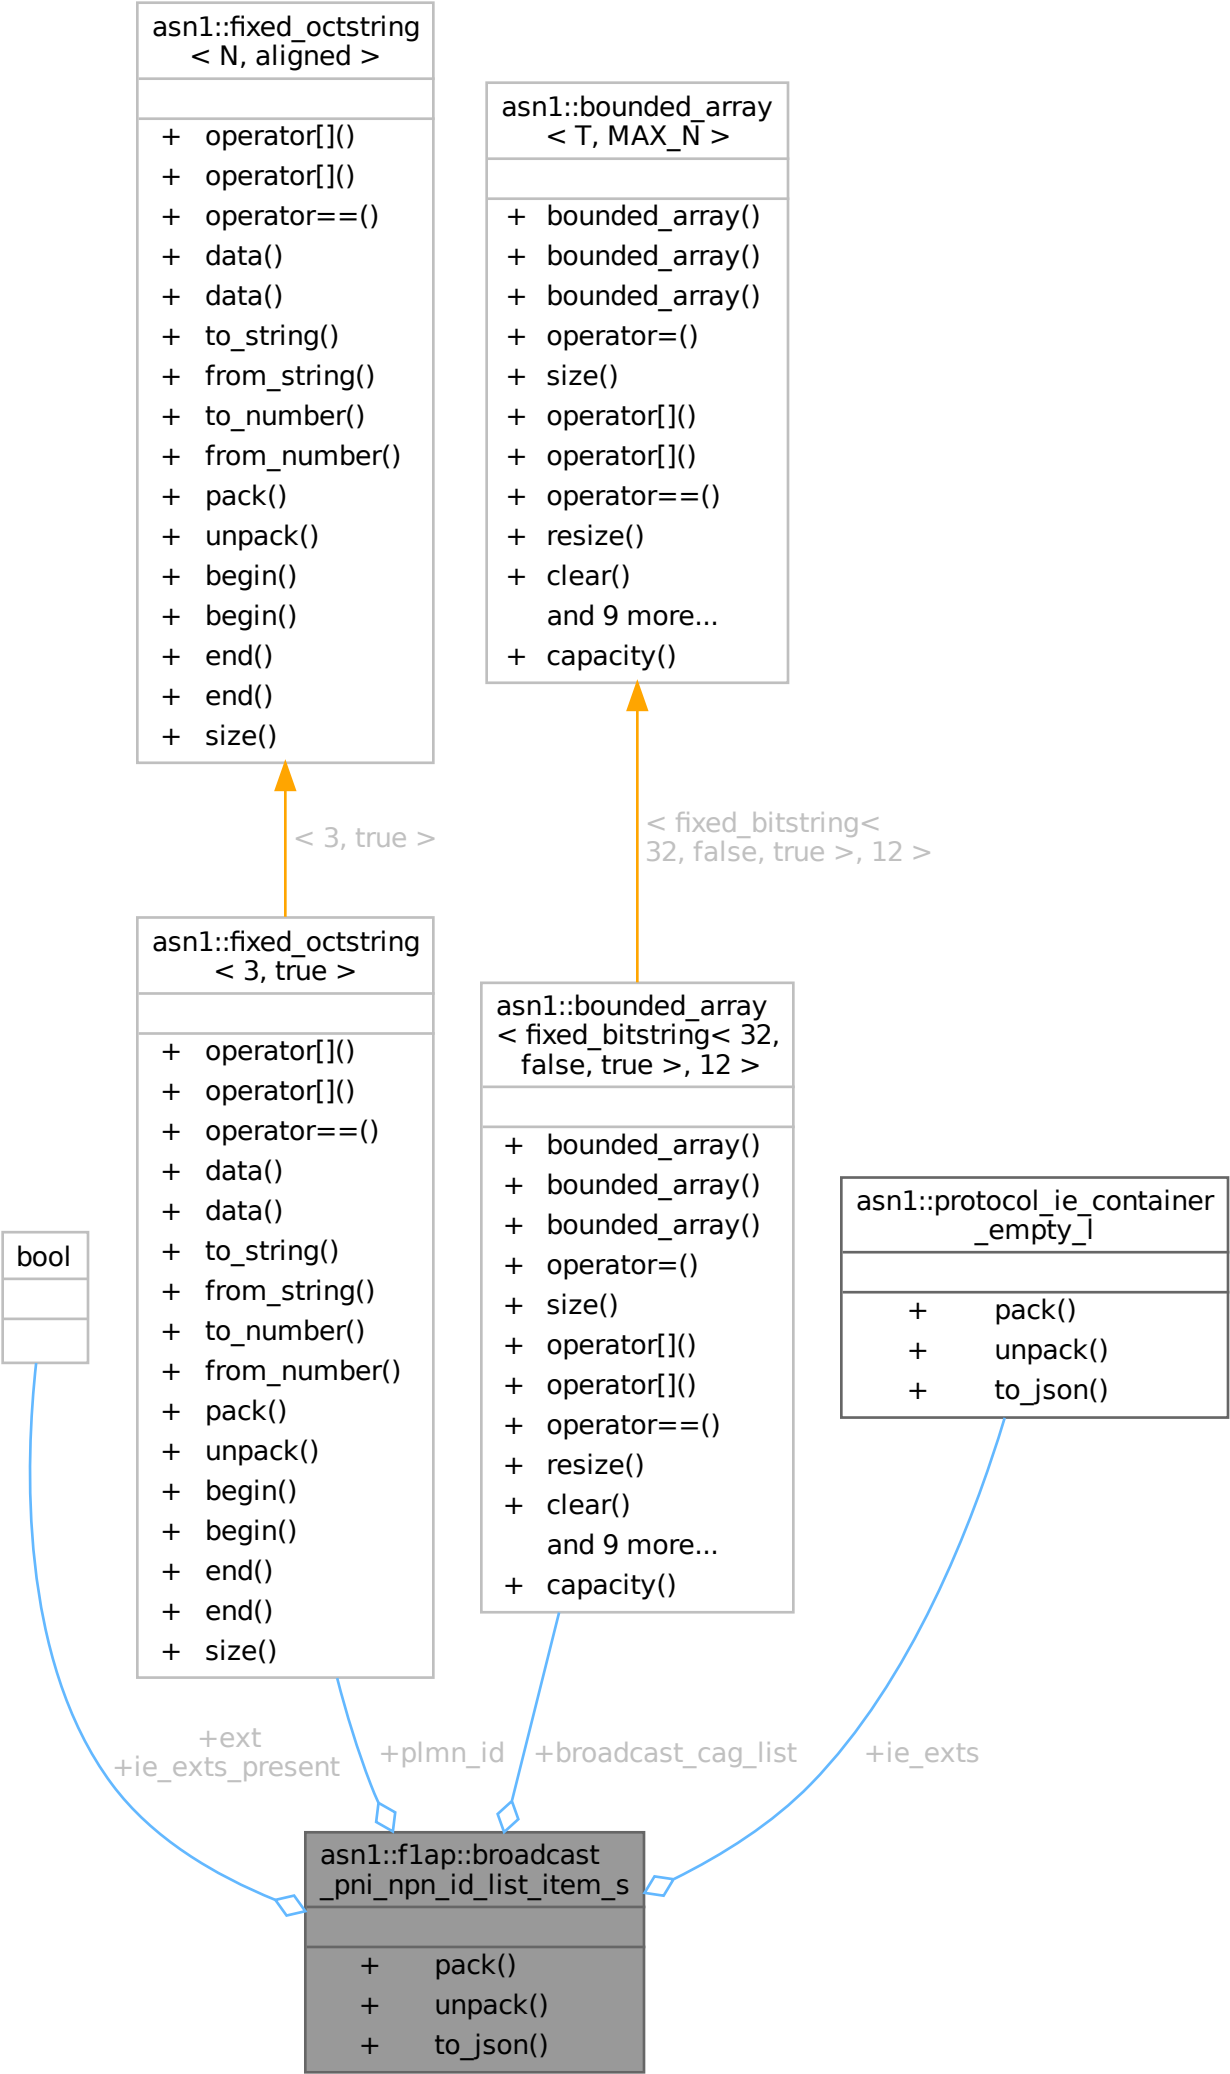 asn1::fixed_octstring
< N, aligned >
+ operator[]()
+ operator[]()
+ operator==()
+ data()
+ data()
+ to_string()
+ from_string()
+ to_number()
+ from_number()
+ pack()
+ unpack()
+ begin()
+ begin()
+ end()
+ end()
+ size()
asn1::bounded_array
< T, MAX_N >
+ bounded_array()
+ bounded_array()
+ bounded_array()
+ operator=()
+ size()
+ operator[]()
+ operator[]()
+ operator==()
+ resize()
+ clear()
and 9 more...
+ capacity()
< 3, true >
< fixed_bitstring<
32, false, true >, 12 >
asn1::fixed_octstring
< 3, true >
+ operator[]()
+ operator[]()
+ operator==()
+ data()
+ data()
+ to_string()
+ from_string()
+ to_number()
+ from_number()
+ pack()
+ unpack()
+ begin()
+ begin()
+ end()
+ end()
+ size()
asn1::bounded_array
< fixed_bitstring< 32,
false, true >, 12 >
+ bounded_array()
+ bounded_array()
+ bounded_array()
+ operator=()
+ size()
+ operator[]()
+ operator[]()
+ operator==()
+ resize()
+ clear()
and 9 more...
+ capacity()
asn1::protocol_ie_container
_empty_l
+ pack()
+ unpack()
+ to_json()
bool
+ext
+ie_exts_present
+plmn_id
+broadcast_cag_list
+ie_exts
asn1::f1ap::broadcast
_pni_npn_id_list_item_s
+ pack()
+ unpack()
+ to_json()